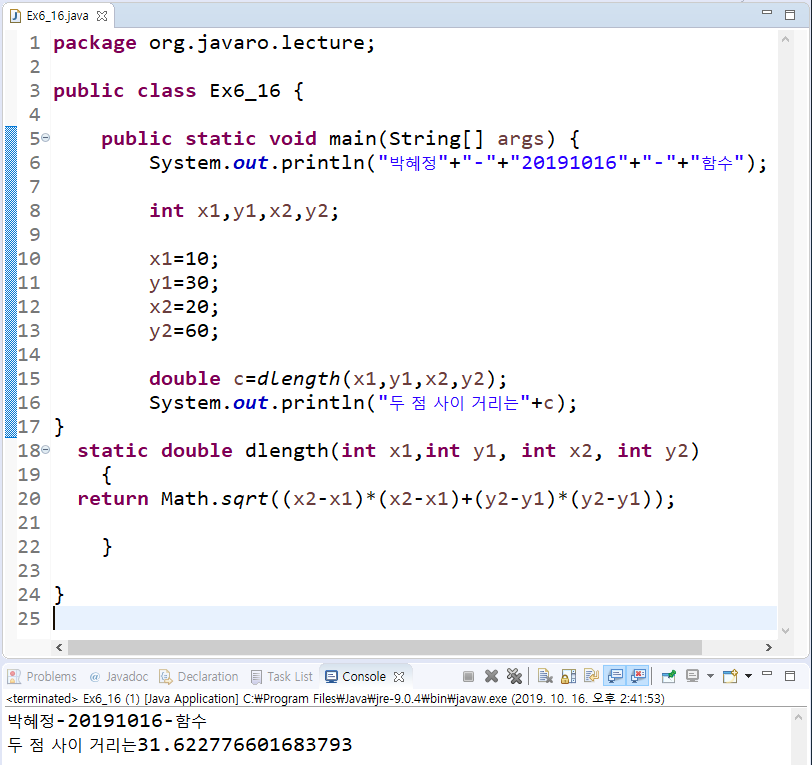 Ex6_16.java
1 package org.javaro.lecture;
2
3 public class Ex6_16 {
4
5     public static void main(String[] args) {
6         System.out.println("박혜정"+"-"+"20191016"+"-"+"함수");
7
8         int x1,y1,x2,y2;
9
10         x1=10;
11         y1=30;
12         x2=20;
13         y2=60;
14
15         double c=dlength(x1,y1,x2,y2);
16         System.out.println("두 점 사이 거리는"+c);
17 }
18   static double dlength(int x1,int y1, int x2, int y2)
19     {
20   return Math.sqrt((x2-x1)*(x2-x1)+(y2-y1)*(y2-y1));
21
22     }
23
24 }
25
Problems @ Javadoc Declaration Task List Console
<terminated> Ex6_16 (1) [Java Application] C:₩Program Files₩Java₩jre-9.0.4₩bin₩javaw.exe (2019. 10. 16. 오후 2:41:53)
박혜정-20191016-함수
두 점 사이 거리는31.622776601683793